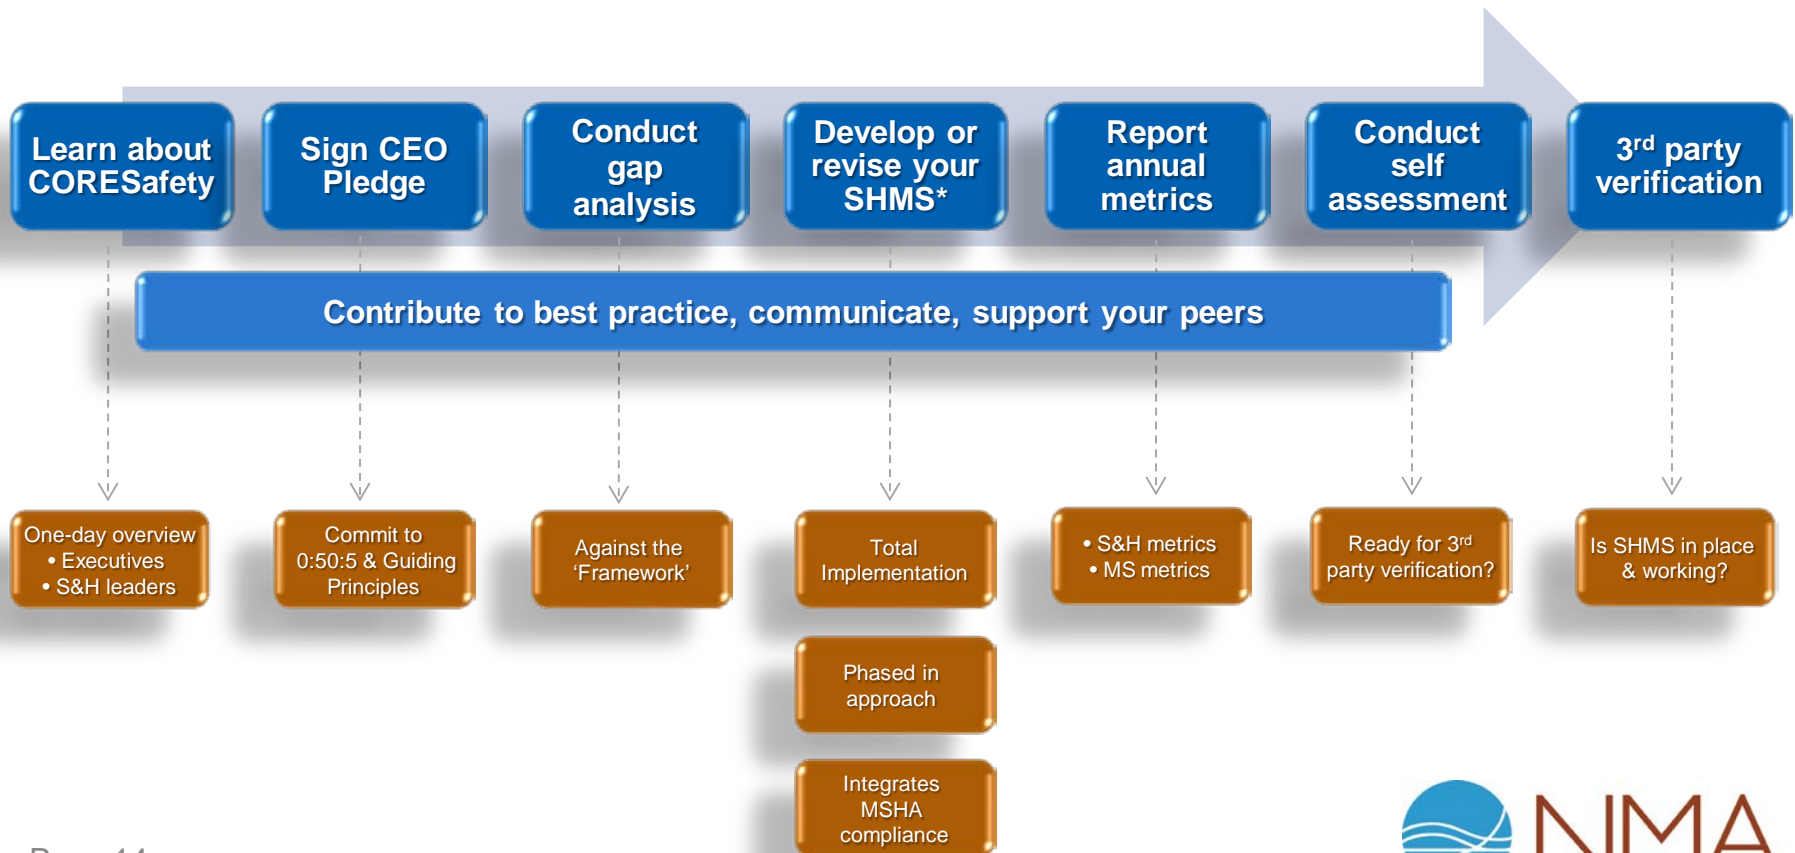 Learn about
CORESafety
Sign CEO
Pledge
Conduct
gap
analysis
Develop or
revise your
SHMS*
Report
annual
metrics
Conduct
self
assessment
3rd party
verification
Contribute to best practice, communicate, support your peers
One-day overview
• Executives
• S&H leaders
Commit to
0:50:5 & Guiding
Principles
Against the
'Framework'
Total
Implementation
• S&H metrics
• MS metrics
Ready for 3rd
party verification?
Is SHMS in place
& working?
Phased in
approach
Integrates
MSHA
compliance
NMA